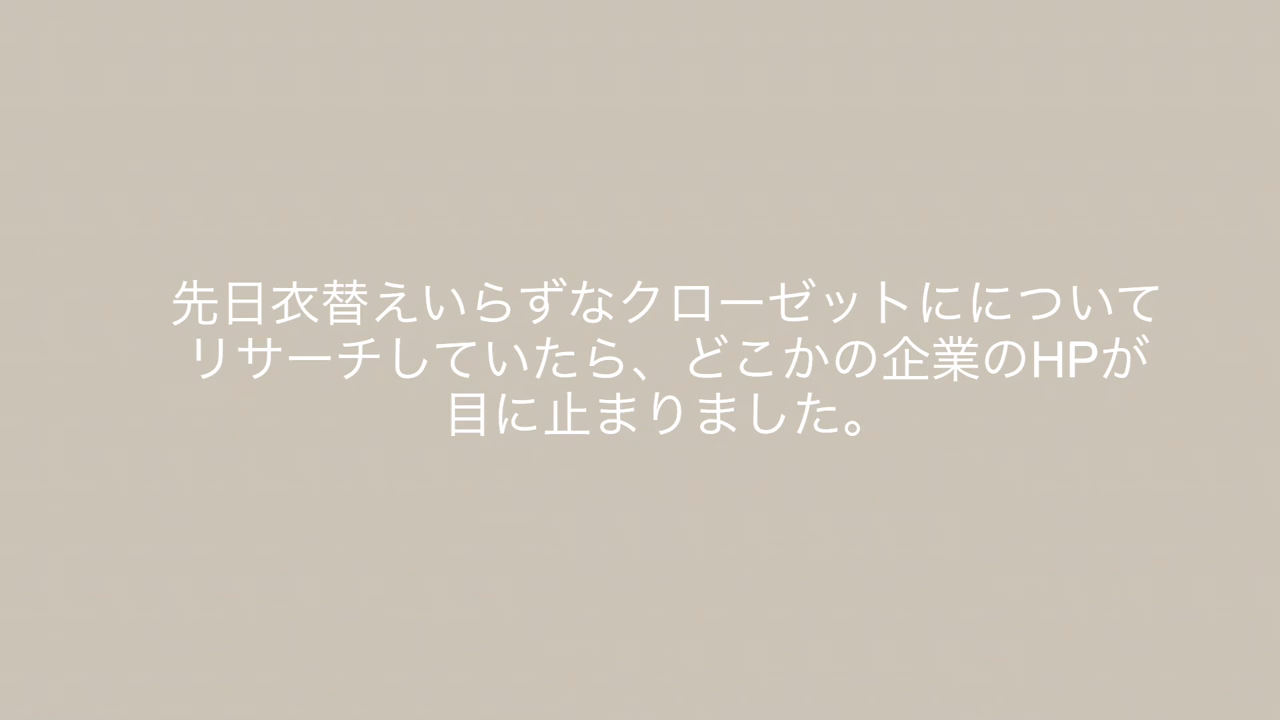 先日衣替えいらずなクローゼットにについて
リサーチしていたら、どこかの企業のHPが
目に止まりました。